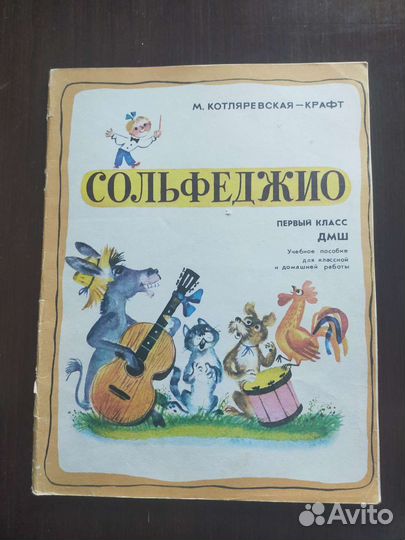 М. КОТЛЯРЕВСКАЯ—КРАФТ
СОЛЬФЕДЖИО
ПЕРВЫЙ КЛАСС
ДМШ
Учебное пособие
для классной
и домашней работы
Avito